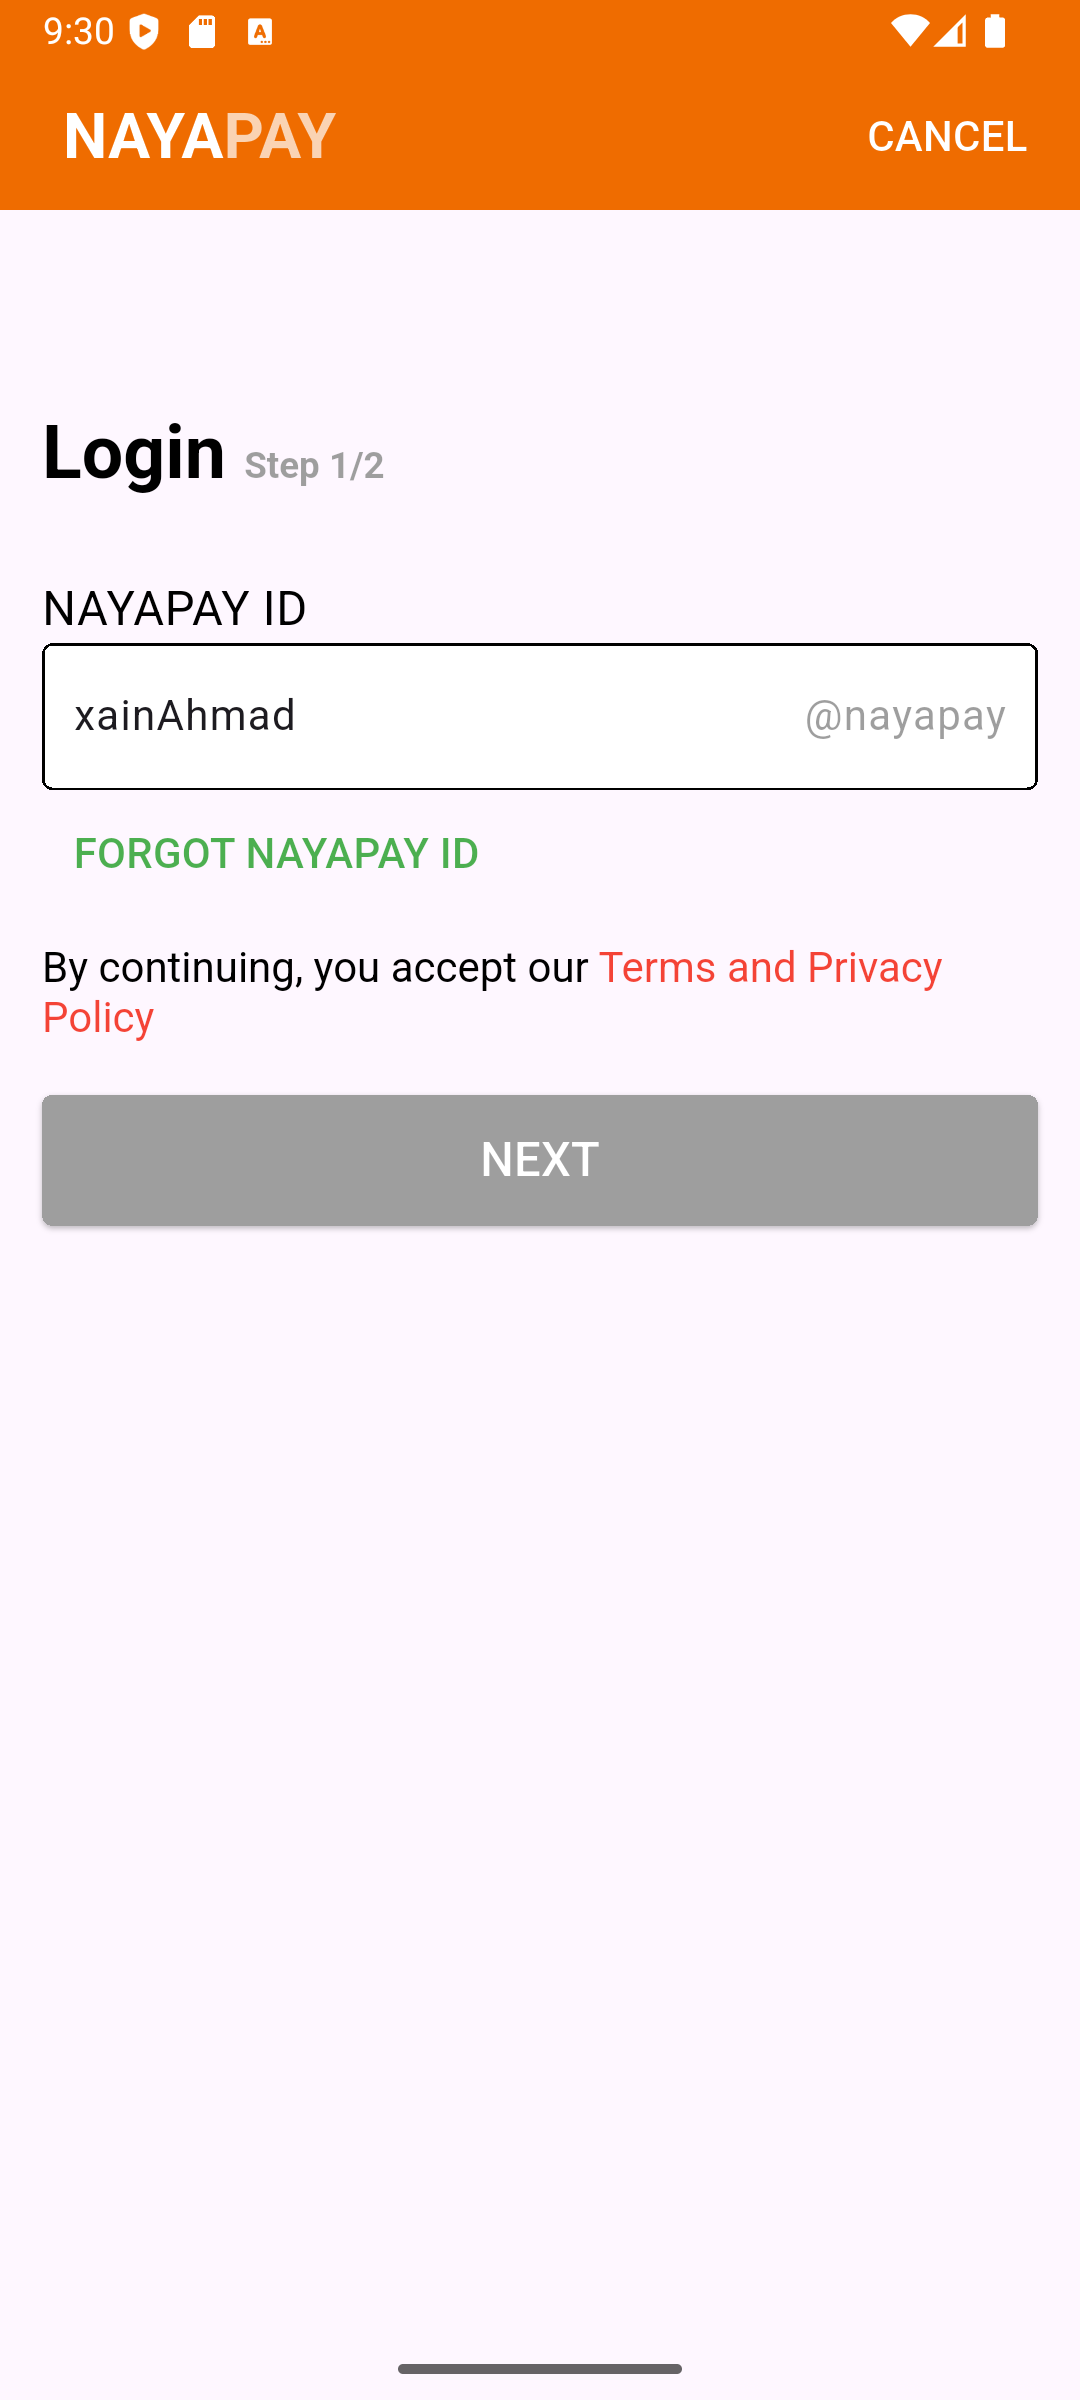 9:30
NAYAPAY CANCEL
Login Step 1/2
NAYAPAY ID
xainAhmad @nayapay
FORGOT NAYAPAY ID
By continuing, you accept our Terms and Privacy
Policy
NEXT